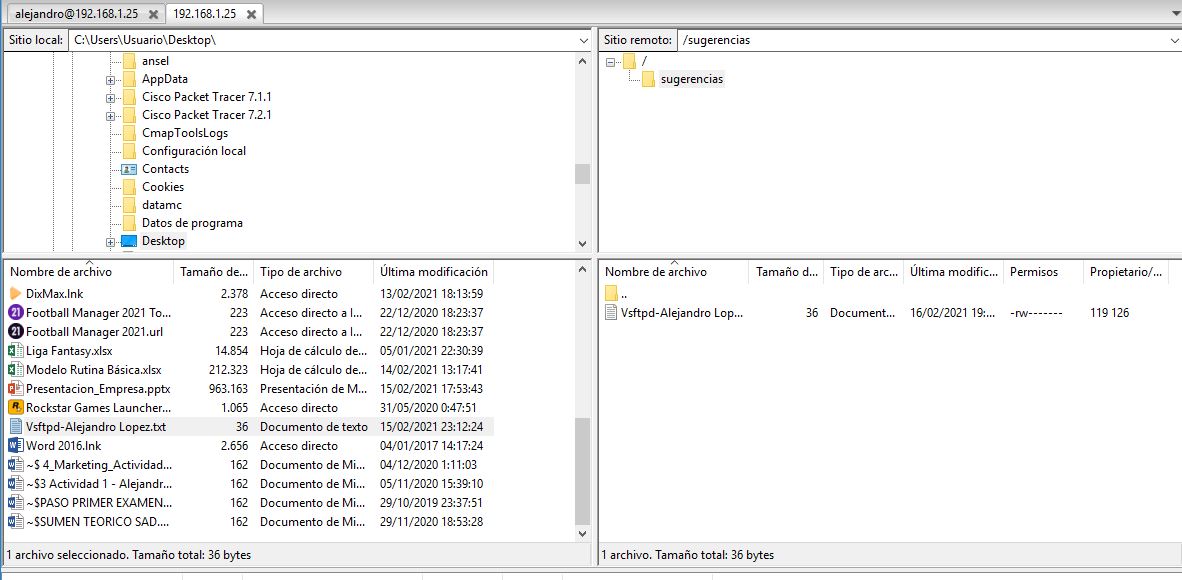 alejandro@192.168.1.25 192.168.1.25
Sitio local: C:\Users\Usuario\Desktop\
ansel
AppData
Cisco Packet Tracer 7.1.1
Cisco Packet Tracer 7.2.1
CmapToolsLogs
Configuración local
Contacts
Cookies
datamc
Datos de programa
Desktop
Nombre de archivo Tamaño de... Tipo de archivo Última modificación
DixMax.lnk 2.378 Acceso directo 13/02/2021 18:13:59
Football Manager 2021 To... 223 Acceso directo a I... 22/12/2020 18:23:37
Football Manager 2021.url 223 Acceso directo a I... 22/12/2020 18:23:37
Liga Fantasy.xlsx 14.854 Hoja de cálculo de... 05/01/2021 22:30:39
Modelo Rutina Básica.xlsx 212.323 Hoja de cálculo de... 14/02/2021 13:17:41
Presentacion_Empresa.pptx 963.163 Presentación de M... 15/02/2021 17:53:43
Rockstar Games Launcher... 1.065 Acceso directo 31/05/2020 0:47:51
Vsftpd-Alejandro Lopez.txt 36 Documento de texto 15/02/2021 23:12:24
Word 2016.lnk 2.656 Acceso directo 04/01/2017 14:17:24
~$ 4_Marketing_Actividad... 162 Documento de Mi... 04/12/2020 1:11:03
~$3 Actividad 1 - Alejandr... 162 Documento de Mi... 05/11/2020 15:39:10
~$PASO PRIMER EXAMEN... 162 Documento de Mi... 29/10/2019 23:37:51
~$SUMEN TEORICO SAD.... 162 Documento de Mi... 29/11/2020 18:53:28
1 archivo seleccionado. Tamaño total: 36 bytes
Sitio remoto: /sugerencias
/
sugerencias
Nombre de archivo Tamaño d... Tipo de arc... Última modific... Permisos Propietario/...
..
Vsftpd-Alejandro Lop... 36 Document... 16/02/2021 19:... -rw------- 119 126
1 archivo. Tamaño total: 36 bytes